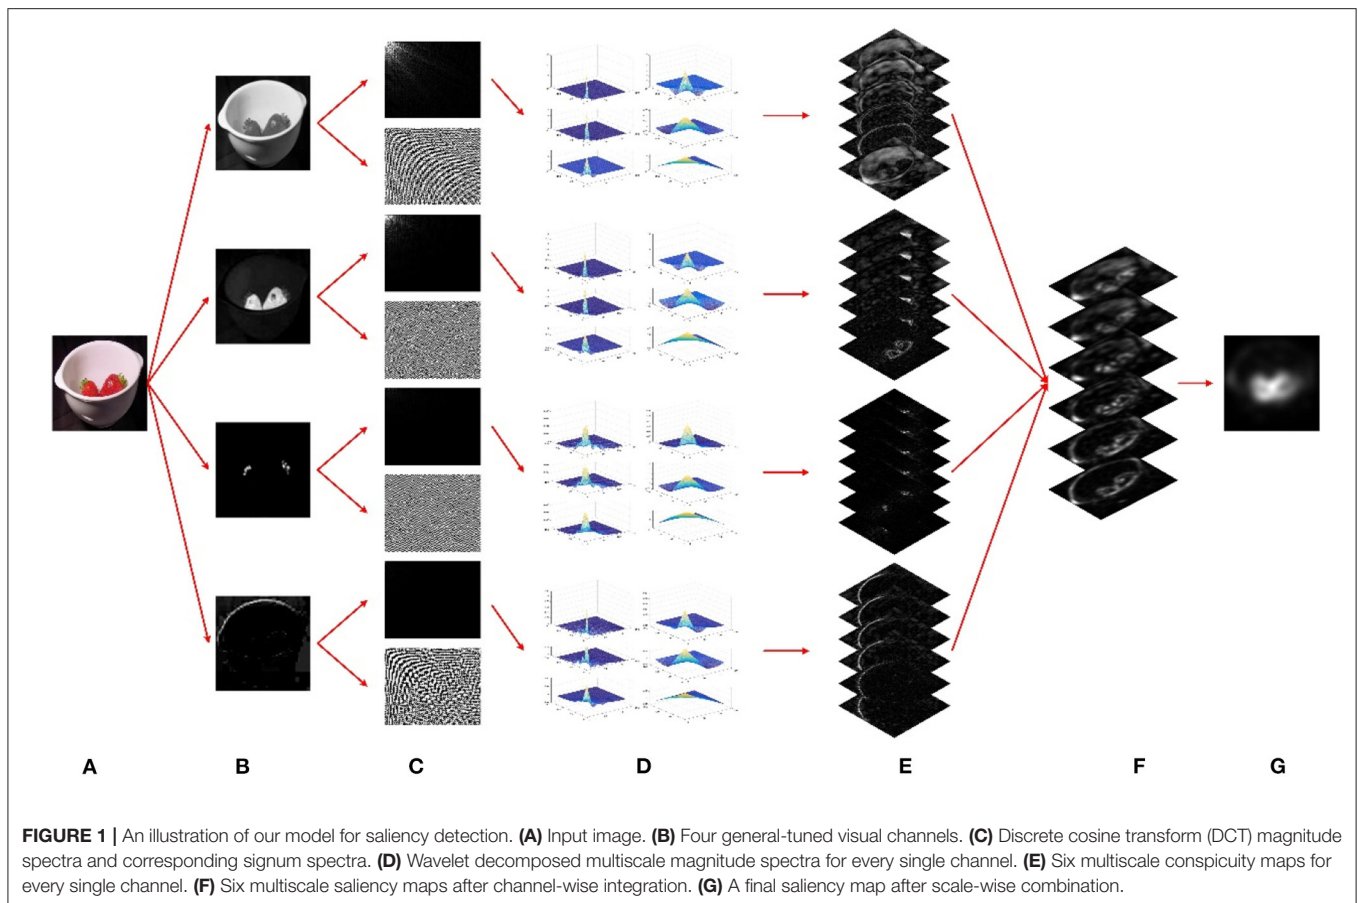 A B C D E F G
FIGURE 1 | An illustration of our model for saliency detection. (A) Input image. (B) Four general-tuned visual channels. (C) Discrete cosine transform (DCT) magnitude
spectra and corresponding signum spectra. (D) Wavelet decomposed multiscale magnitude spectra for every single channel. (E) Six multiscale conspicuity maps for
every single channel. (F) Six multiscale saliency maps after channel-wise integration. (G) A final saliency map after scale-wise combination.